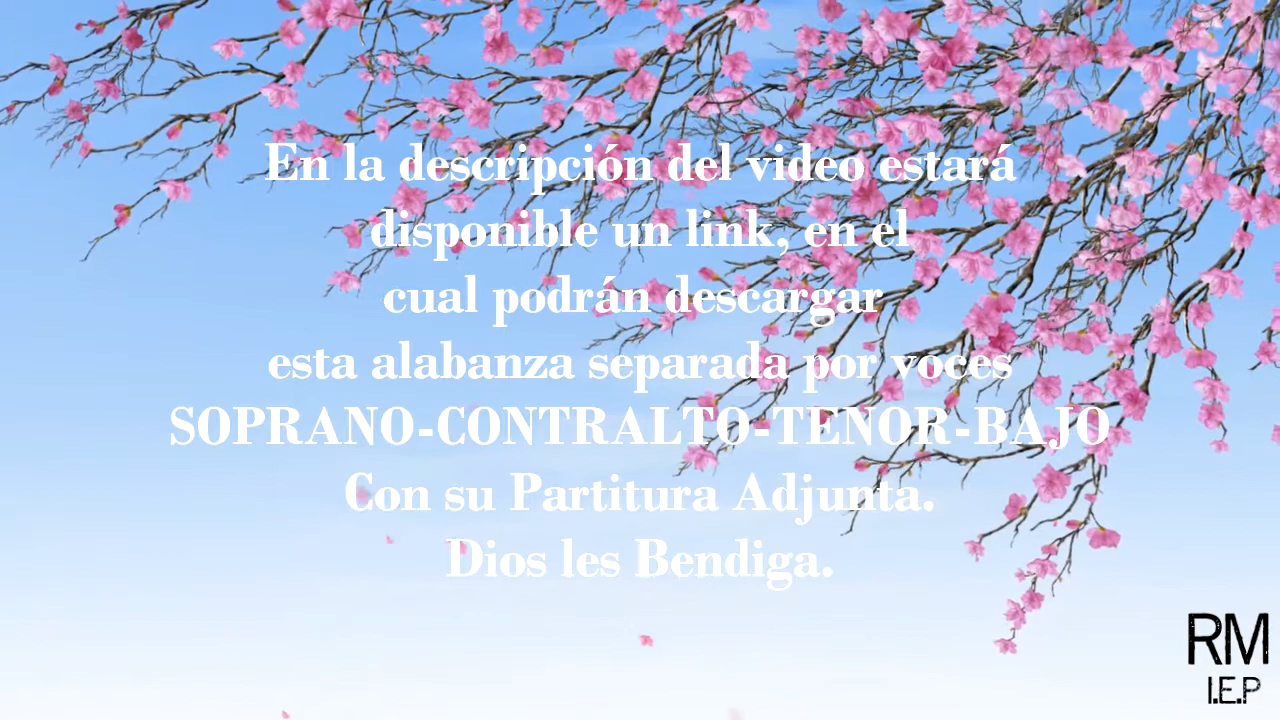 En la descripción del video estará
disponible un link, en el
cual podrán descargar
esta alabanza separada por voces
SOPRANO-CONTRALTO-TENOR-BAJO
Con su Partitura Adjunta.
Dios les Bendiga.
RM
I.E.P